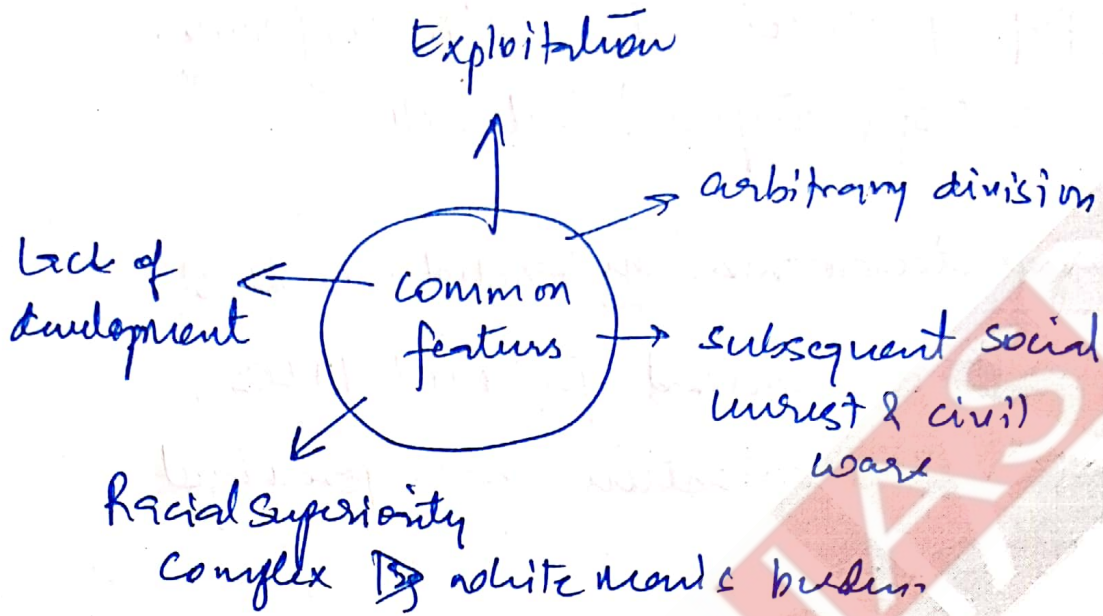 Exploitation
arbitrary division
Lack of
development
common
features
subsequent social
unrest & civil
wars
Racial superiority
complex white man's burden
IAS